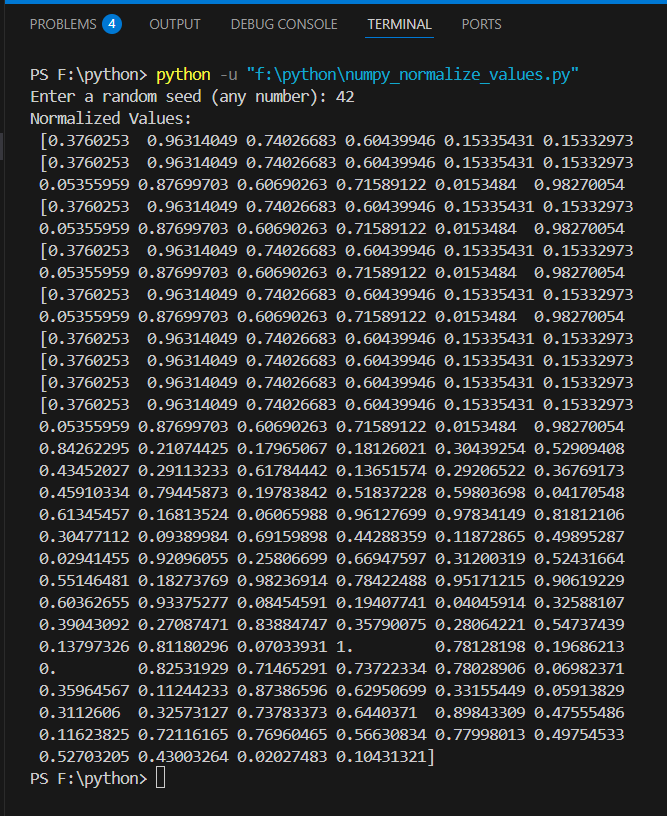 PROBLEMS 4 OUTPUT DEBUG CONSOLE TERMINAL PORTS
PS F:\python> python -u "f:\python\numpy_normalize_values.py"
Enter a random seed (any number): 42
Normalized Values:
[0.3760253  0.96314049 0.74026683 0.60439946 0.15335431 0.15332973
[0.3760253  0.96314049 0.74026683 0.60439946 0.15335431 0.15332973
0.05355959 0.87699703 0.60690263 0.71589122 0.0153484  0.98270054
[0.3760253  0.96314049 0.74026683 0.60439946 0.15335431 0.15332973
0.05355959 0.87699703 0.60690263 0.71589122 0.0153484  0.98270054
[0.3760253  0.96314049 0.74026683 0.60439946 0.15335431 0.15332973
0.05355959 0.87699703 0.60690263 0.71589122 0.0153484  0.98270054
[0.3760253  0.96314049 0.74026683 0.60439946 0.15335431 0.15332973
0.05355959 0.87699703 0.60690263 0.71589122 0.0153484  0.98270054
[0.3760253  0.96314049 0.74026683 0.60439946 0.15335431 0.15332973
[0.3760253  0.96314049 0.74026683 0.60439946 0.15335431 0.15332973
[0.3760253  0.96314049 0.74026683 0.60439946 0.15335431 0.15332973
[0.3760253  0.96314049 0.74026683 0.60439946 0.15335431 0.15332973
0.05355959 0.87699703 0.60690263 0.71589122 0.0153484  0.98270054
0.84262295 0.21074425 0.17965067 0.18126021 0.30439254 0.52909408
0.43452027 0.29113233 0.61784442 0.13651574 0.29206522 0.36769173
0.45910334 0.79445873 0.19783842 0.51837228 0.59803698 0.04170548
0.61345457 0.16813524 0.06065988 0.96127699 0.97834149 0.81812106
0.30477112 0.09389984 0.69159898 0.44288359 0.11872865 0.49895287
0.02941455 0.92096055 0.25806699 0.66947597 0.31200319 0.52431664
0.55146481 0.18273769 0.98236914 0.78422488 0.95171215 0.90619229
0.60362655 0.93375277 0.08454591 0.19407741 0.04045914 0.32588107
0.39043092 0.27087471 0.83884747 0.35790075 0.28064221 0.54737439
0.13797326 0.81180296 0.07033931 1.         0.78128198 0.19686213
0.         0.82531929 0.71465291 0.73722334 0.78028906 0.06982371
0.35964567 0.11244233 0.87386596 0.62950699 0.33155449 0.05913829
0.3112606  0.32573127 0.73783373 0.6440371  0.89843309 0.47555486
0.11623825 0.72116165 0.76960465 0.56630834 0.77998013 0.49754533
0.52703205 0.43003264 0.02027483 0.10431321]
PS F:\python>